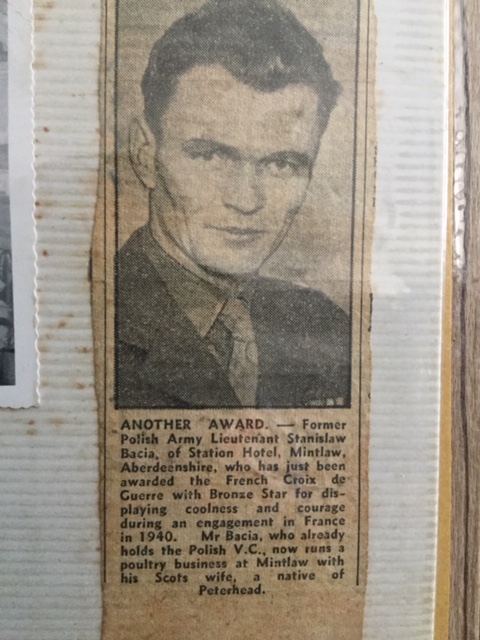 ANOTHER AWARD. — Former
Polish Army Lieutenant Stanislaw
Bacia, of Station Hotel, Mintlaw,
Aberdeenshire, who has just been
awarded the French Croix de
Guerre with Bronze Star for dis-
playing coolness and courage
during an engagement in France
in 1940. Mr Bacia, who already
holds the Polish V.C., now runs a
poultry business at Mintlaw with
his Scots wife, a native of
Peterhead.